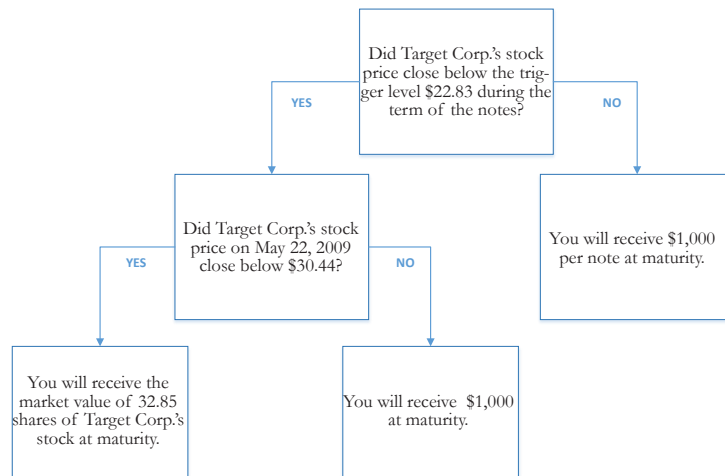 Did Target Corp.'s stock
price close below the trig-
ger level $22.83 during the
term of the notes?
YES
NO
Did Target Corp.'s stock
price on May 22, 2009
close below $30.44?
You will receive $1,000
per note at maturity.
YES
NO
You will receive the
market value of 32.85
shares of Target Corp.'s
stock at maturity.
You will receive $1,000
at maturity.